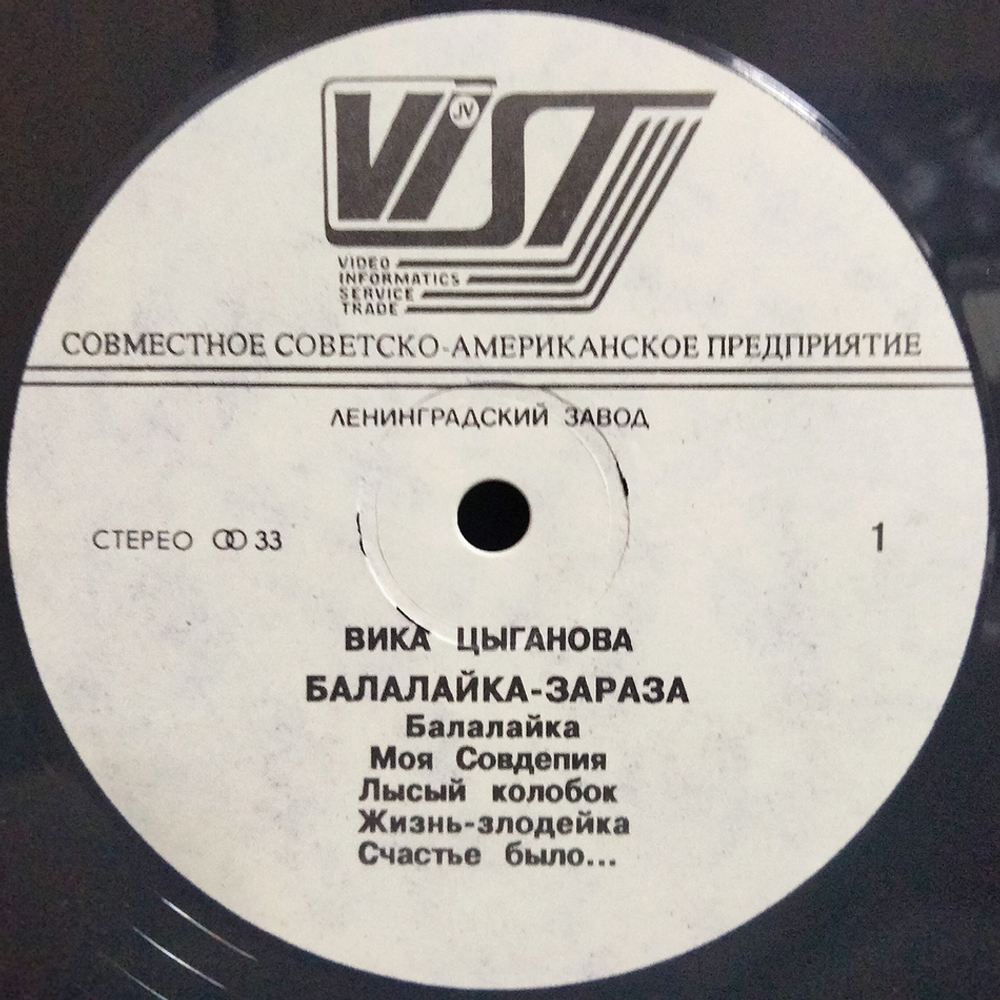 VIST
JV
VIDEO
INFORMATICS
SERVICE
TRADE
СОВМЕСТНОЕ СОВЕТСКО-АМЕРИКАНСКОЕ ПРЕДПРИЯТИЕ
ЛЕНИНГРАДСКИЙ ЗАВОД
СТЕРЕО 33
1
ВИКА ЦЫГАНОВА
БАЛАЛАЙКА-ЗАРАЗА
Балалайка
Моя Совдепия
Лысый колобок
Жизнь-злодейка
Счастье было...